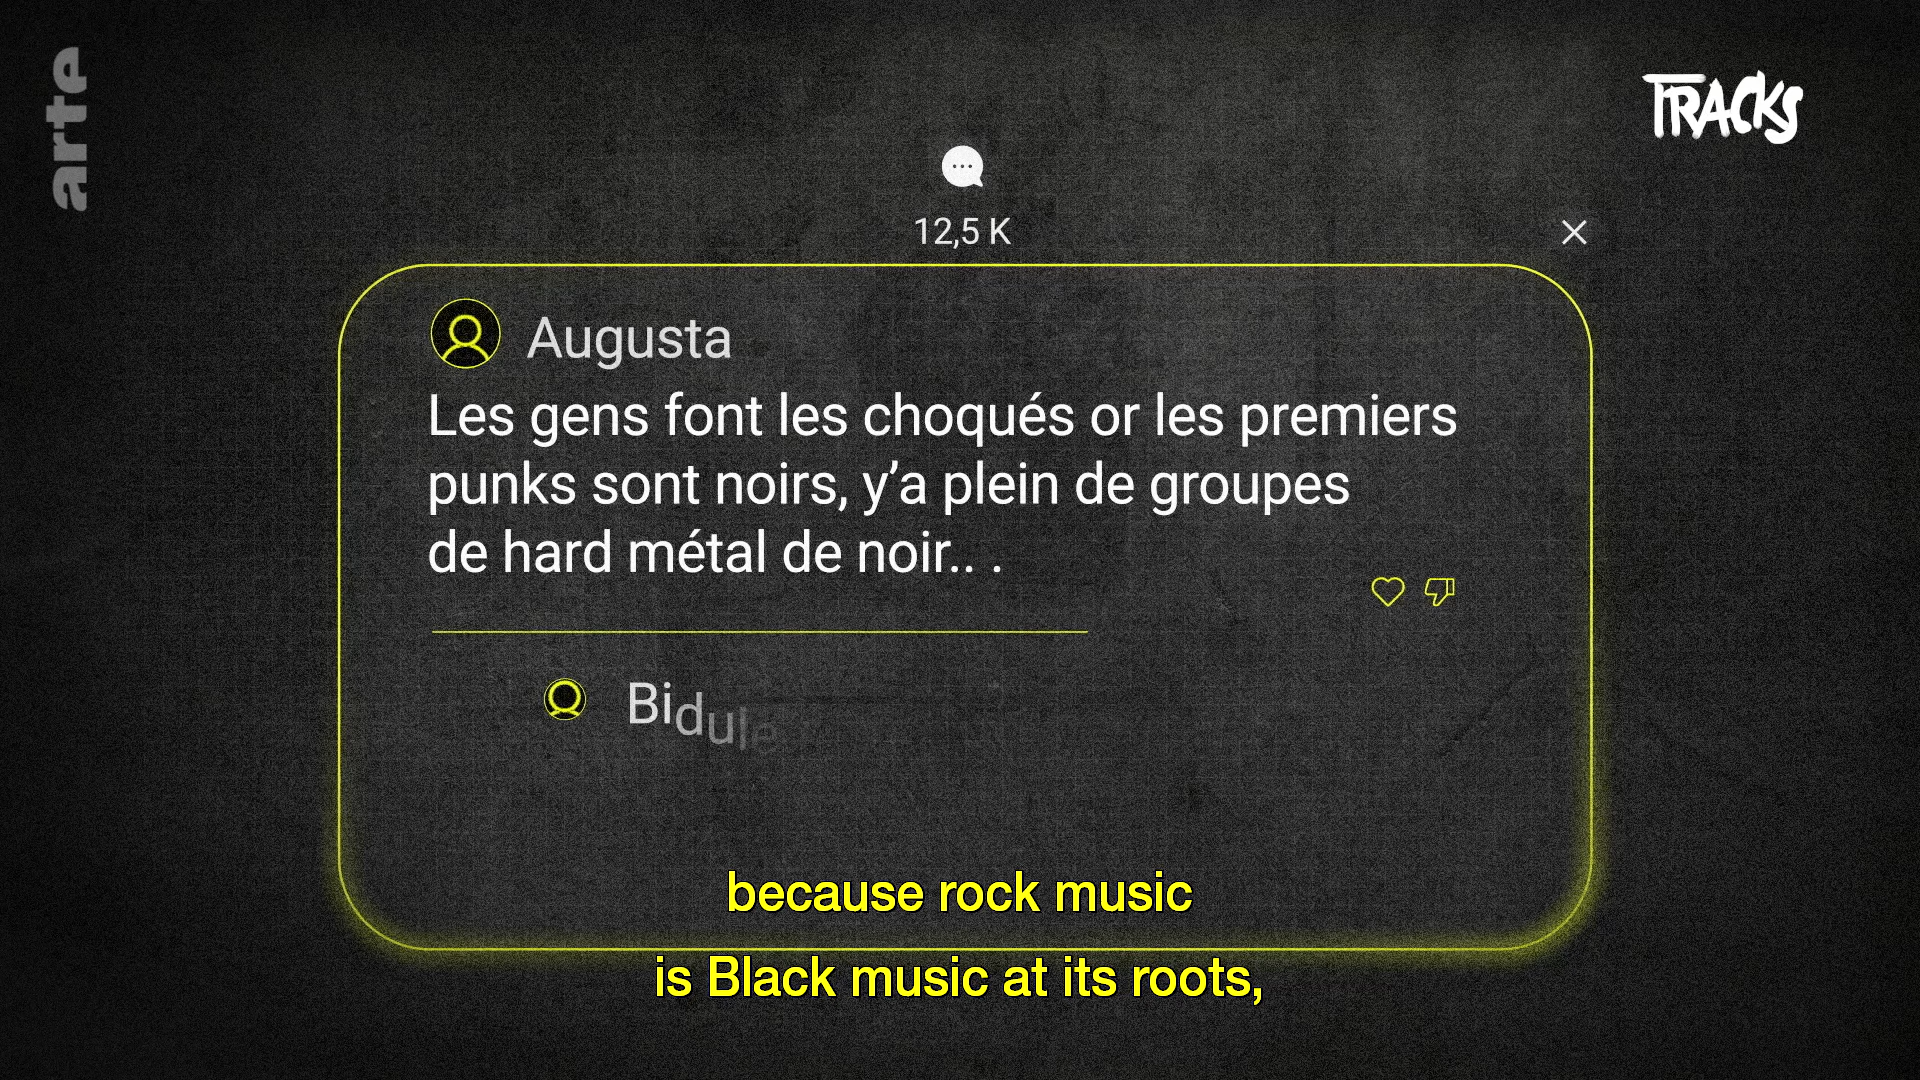 arte
TRACKS
12,5 K
Augusta
Les gens font les choqués or les premiers
punks sont noirs, y’a plein de groupes
de hard métal de noir.. .
Bidule
because rock music
is Black music at its roots,